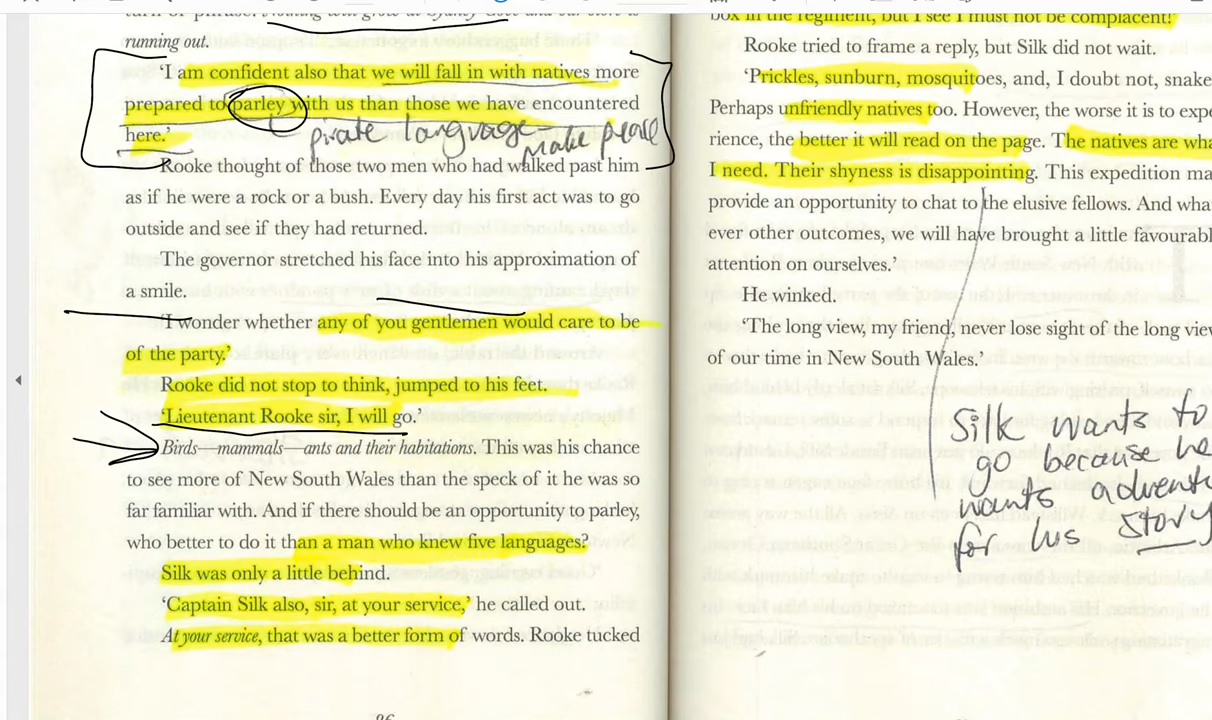 running out.
'I am confident also that we will fall in with natives more
prepared to parley with us than those we have encountered
here.'
pirate language make peace
Rooke thought of those two men who had walked past him
as if he were a rock or a bush. Every day his first act was to go
outside and see if they had returned.
The governor stretched his face into his approximation of
a smile.
'I wonder whether any of you gentlemen would care to be
of the party.'
Rooke did not stop to think, jumped to his feet.
'Lieutenant Rooke sir, I will go.'
Birds—mammals—ants and their habitations. This was his chance
to see more of New South Wales than the speck of it he was so
far familiar with. And if there should be an opportunity to parley,
who better to do it than a man who knew five languages?
Silk was only a little behind.
'Captain Silk also, sir, at your service,' he called out.
At your service, that was a better form of words. Rooke tucked
box in the regiment, but I see I must not be complacent!'
Rooke tried to frame a reply, but Silk did not wait.
'Prickles, sunburn, mosquitoes, and, I doubt not, snake
Perhaps unfriendly natives too. However, the worse it is to expe
rience, the better it will read on the page. The natives are wha
I need. Their shyness is disappointing. This expedition ma
provide an opportunity to chat to the elusive fellows. And what
ever other outcomes, we will have brought a little favourabl
attention on ourselves.'
He winked.
'The long view, my friend, never lose sight of the long view
of our time in New South Wales.'
Silk wants to
go because he
wants advent
for his story